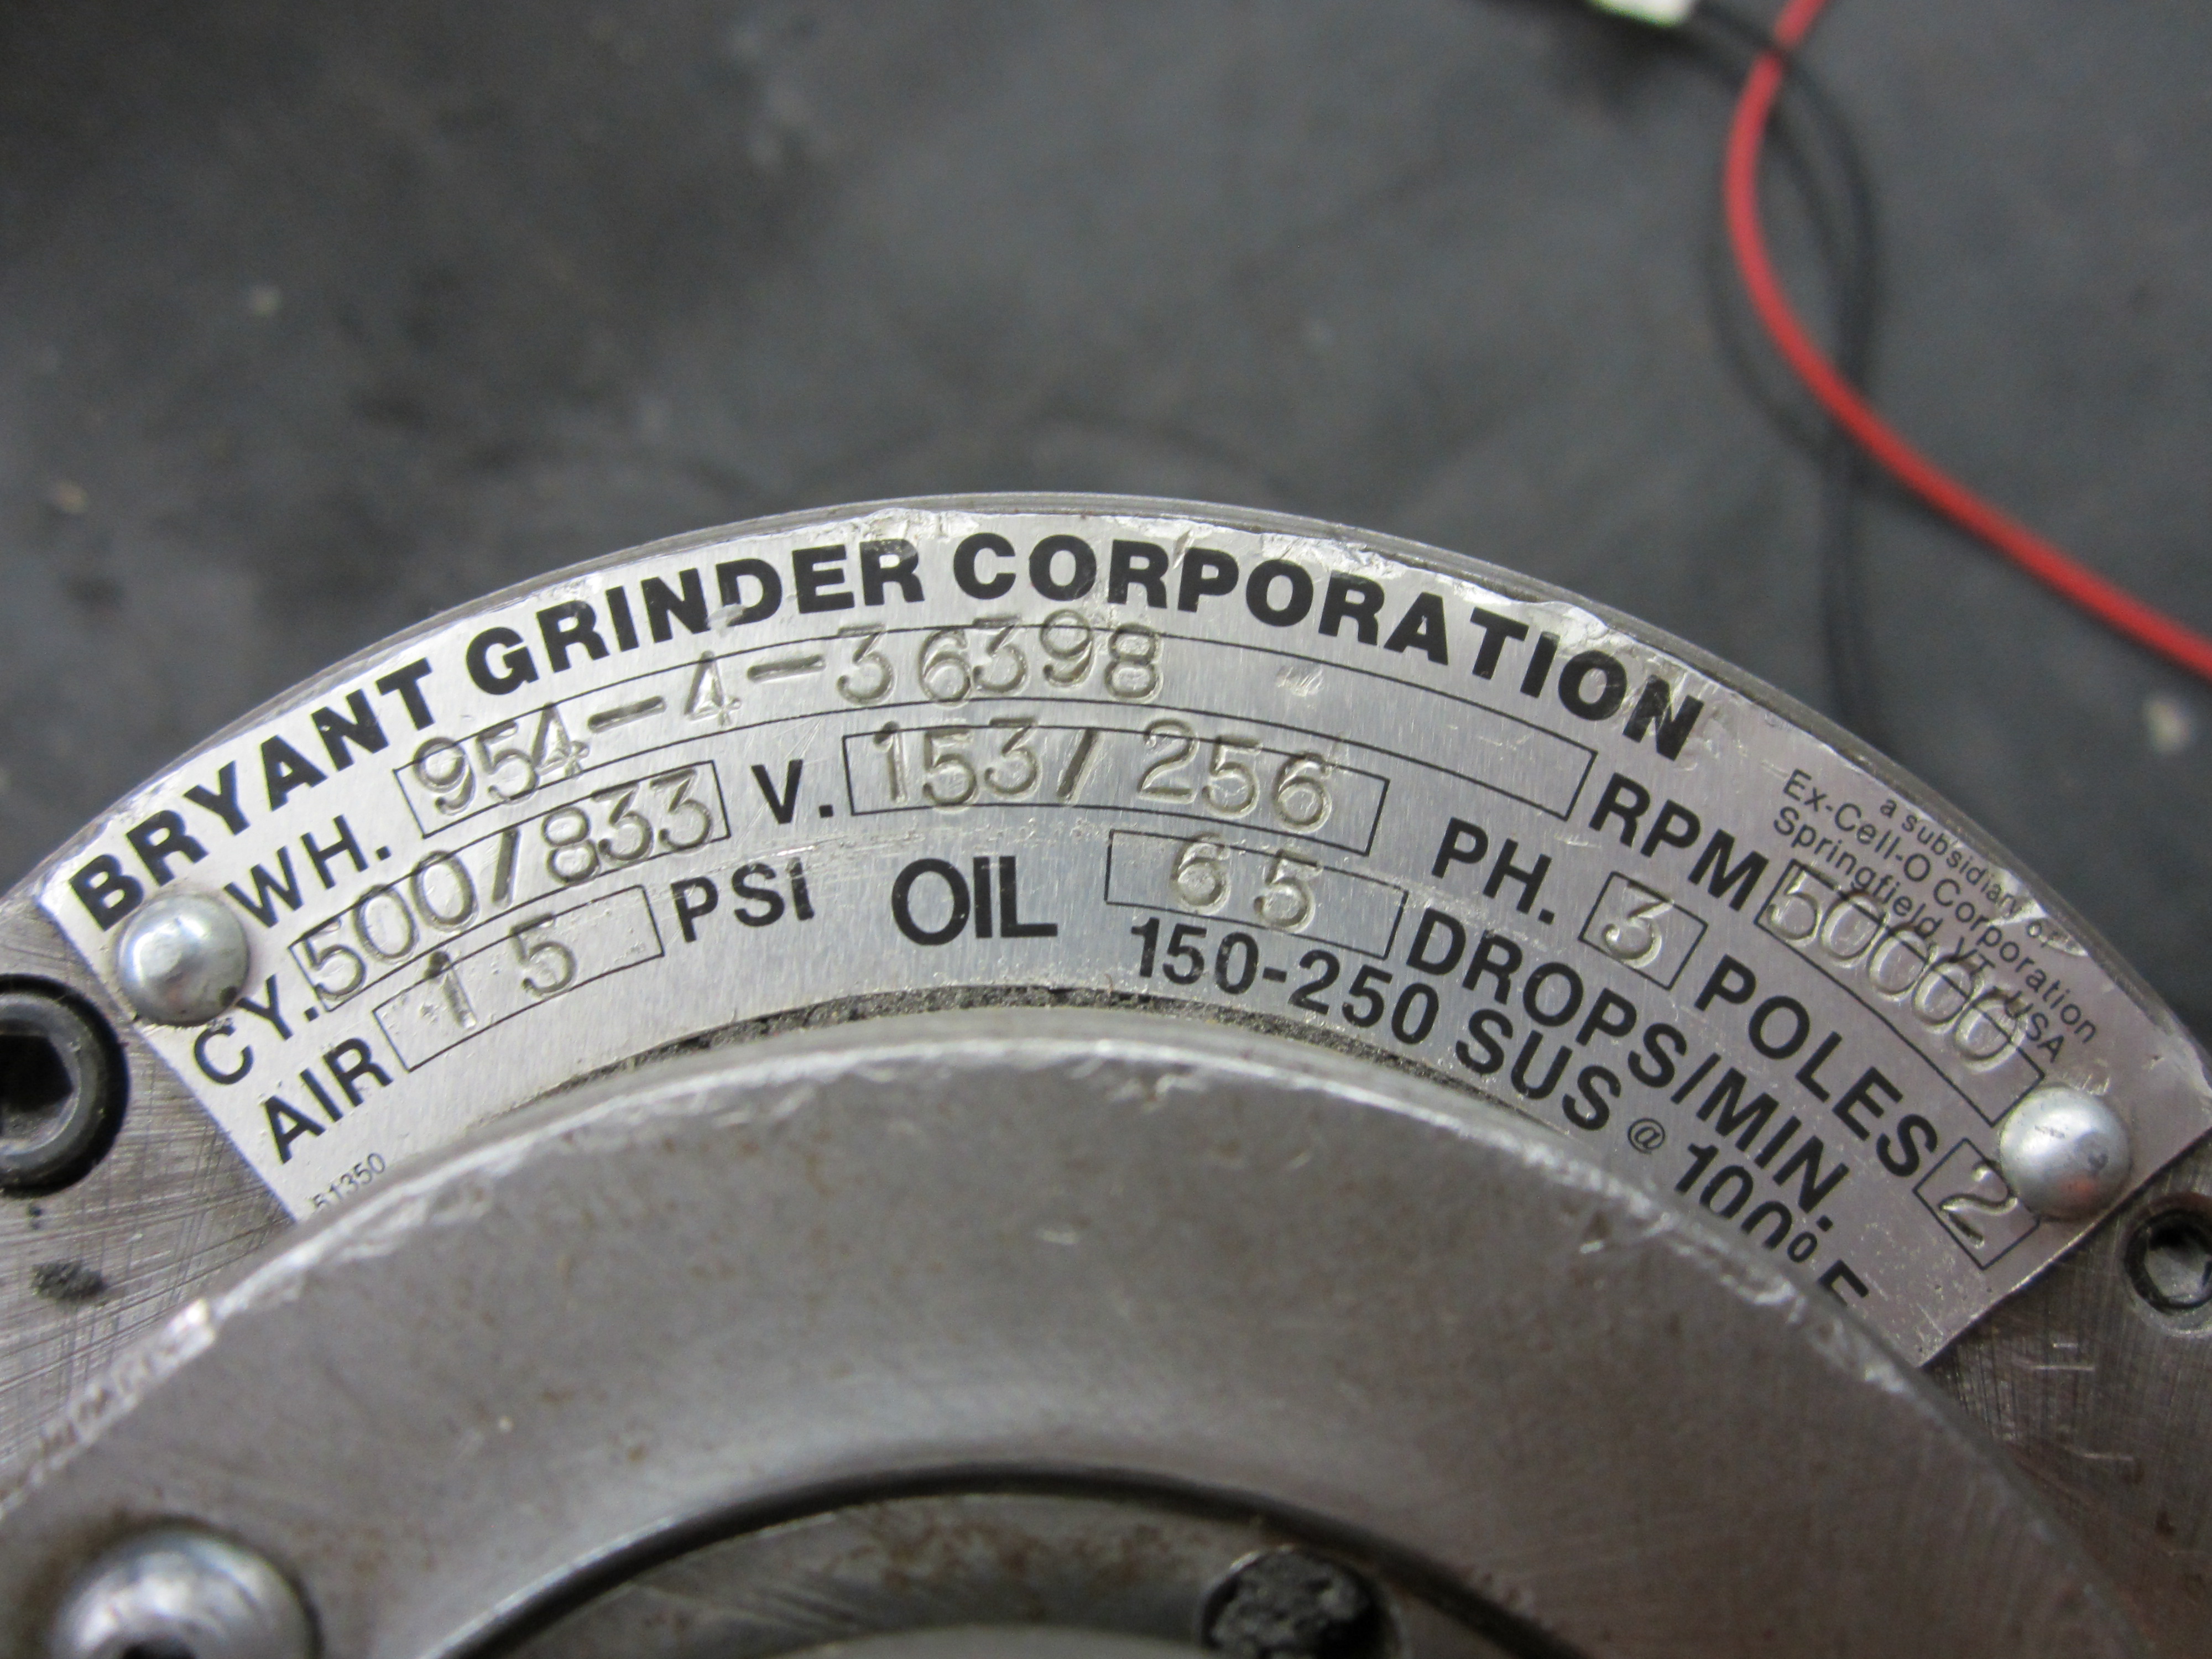 BRYANT GRINDER CORPORATION
a subsidiary of
Ex-Cell-O Corporation
Springfield, VT, USA
WH. 954-4-36398 RPM 50000
CY. 500/833 V. 153/256 PH. 3 POLES 2
AIR 15 PSI OIL 65 DROPS/MIN.
150-250 SUS @ 100° F
51350